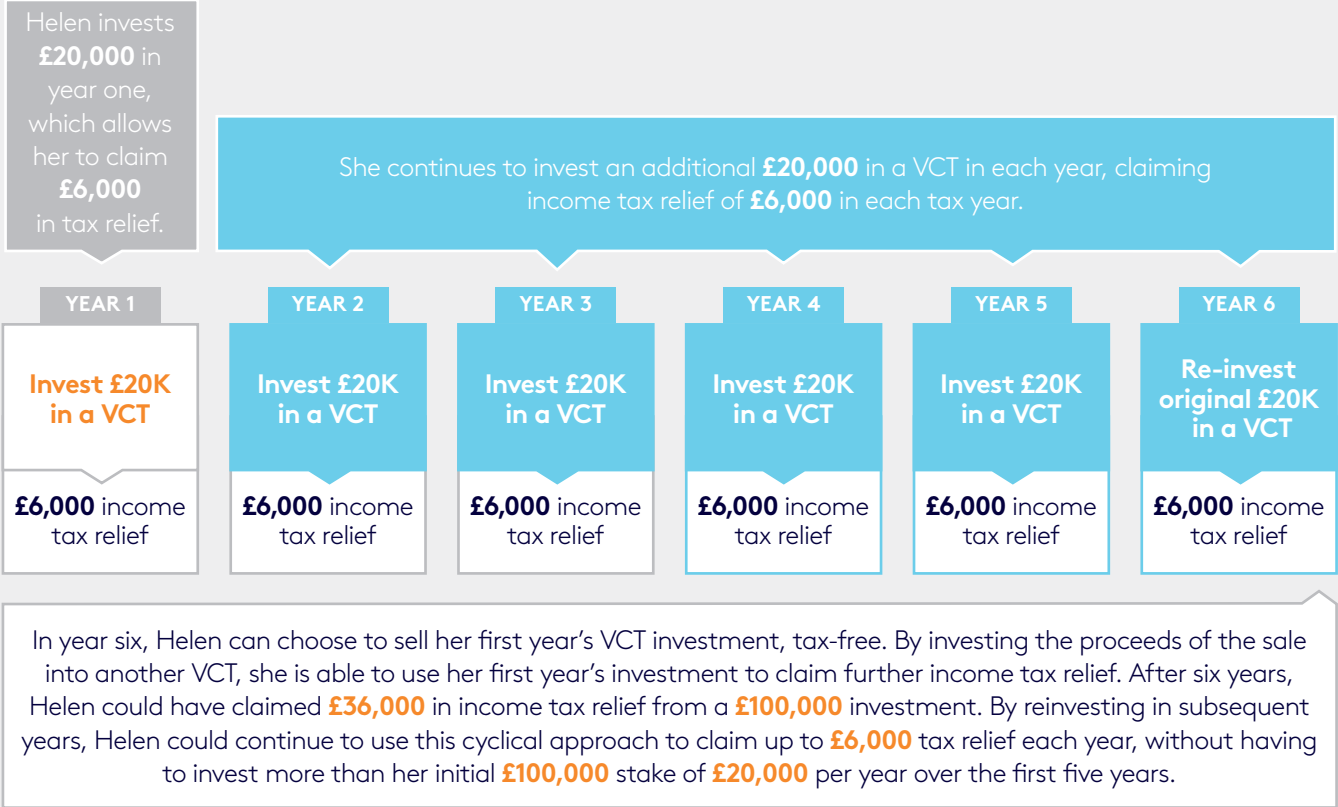 Helen invests
£20,000 in
year one,
which allows
her to claim
£6,000
in tax relief.
She continues to invest an additional £20,000 in a VCT in each year, claiming
income tax relief of £6,000 in each tax year.
YEAR 1
Invest £20K
in a VCT
£6,000 income
tax relief
YEAR 2
Invest £20K
in a VCT
£6,000 income
tax relief
YEAR 3
Invest £20K
in a VCT
£6,000 income
tax relief
YEAR 4
Invest £20K
in a VCT
£6,000 income
tax relief
YEAR 5
Invest £20K
in a VCT
£6,000 income
tax relief
YEAR 6
Re-invest
original £20K
in a VCT
£6,000 income
tax relief
In year six, Helen can choose to sell her first year's VCT investment, tax-free. By investing the proceeds of the sale
into another VCT, she is able to use her first year's investment to claim further income tax relief. After six years,
Helen could have claimed £36,000 in income tax relief from a £100,000 investment. By reinvesting in subsequent
years, Helen could continue to use this cyclical approach to claim up to £6,000 tax relief each year, without having
to invest more than her initial £100,000 stake of £20,000 per year over the first five years.